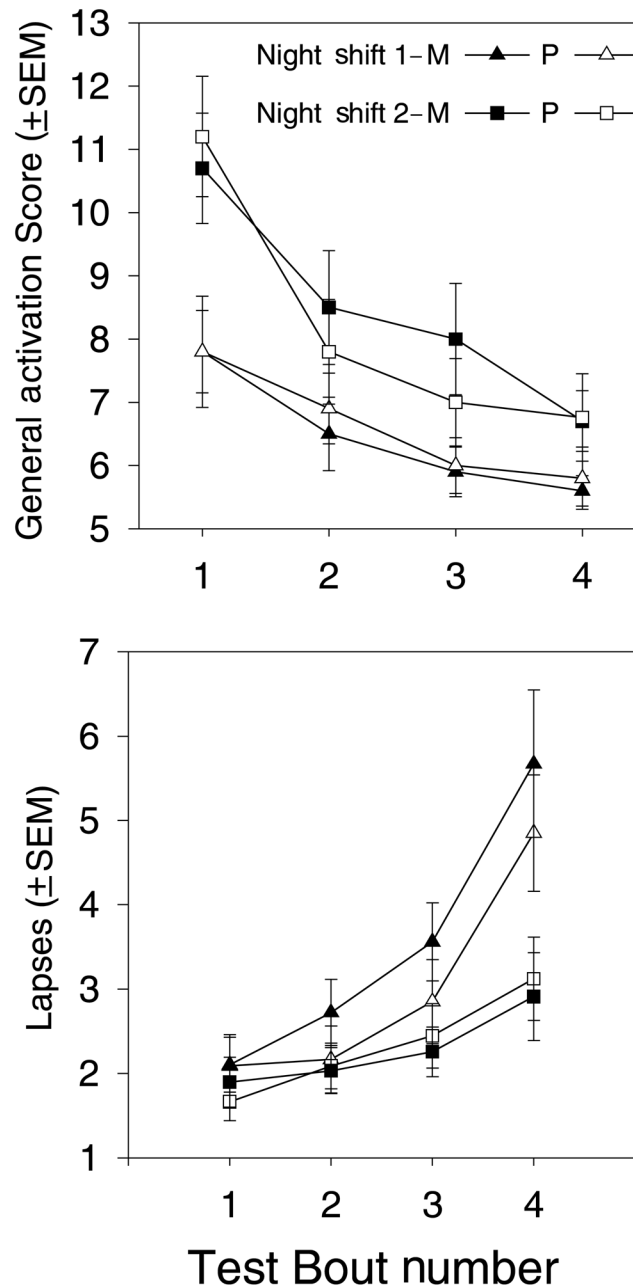 General activation Score (±SEM)
13
12
11
10
9
8
7
6
5
Night shift 1-M P
Night shift 2-M P
1 2 3 4
Lapses (±SEM)
7
6
5
4
3
2
1
1 2 3 4
Test Bout number